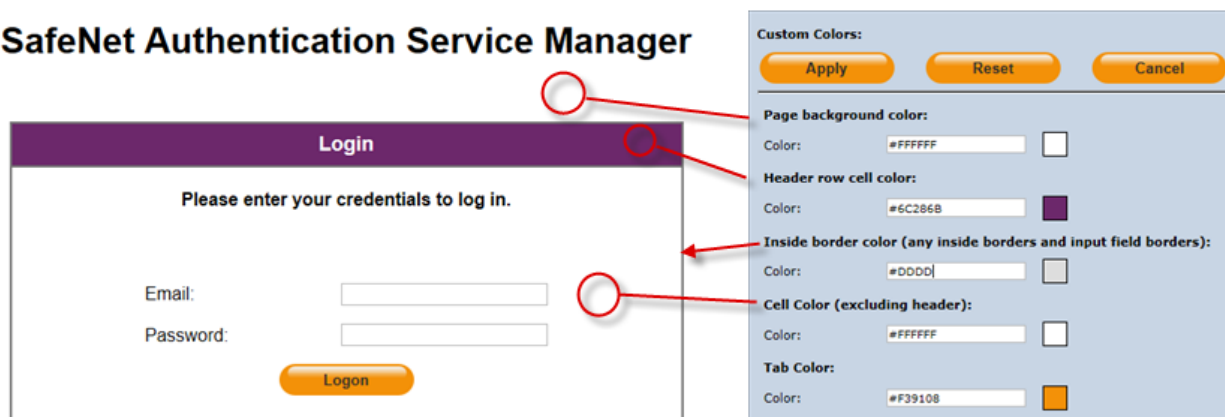 SafeNet Authentication Service Manager
Login
Please enter your credentials to log in.
Email:
Password:
Logon
Custom Colors:
Apply Reset Cancel
Page background color:
Color: #FFFFFF
Header row cell color:
Color: #6C286B
Inside border color (any inside borders and input field borders):
Color: #DDDD
Cell Color (excluding header):
Color: #FFFFFF
Tab Color:
Color: #F39108